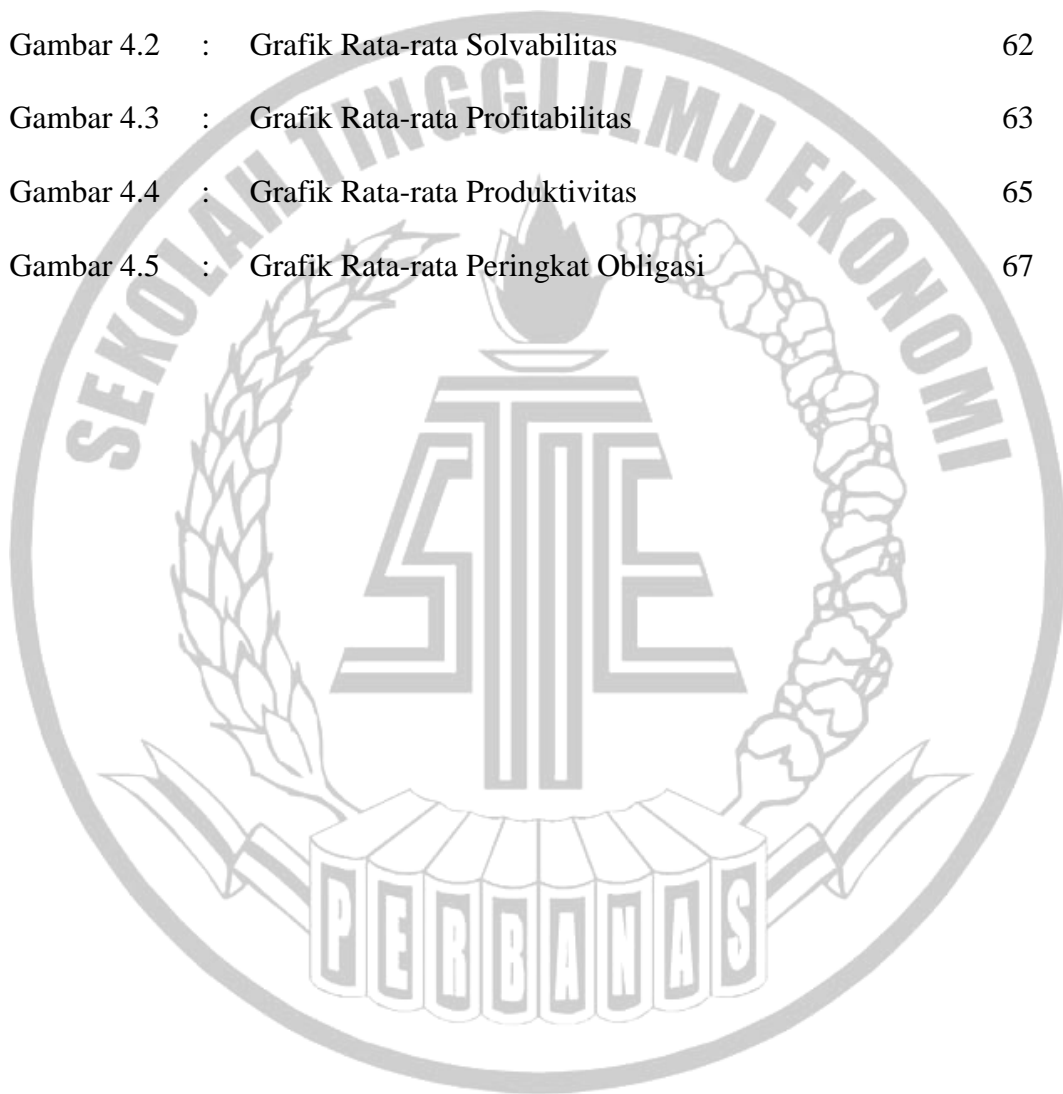 Gambar 4.2 : Grafik Rata-rata Solvabilitas 62
Gambar 4.3 : Grafik Rata-rata Profitabilitas 63
Gambar 4.4 : Grafik Rata-rata Produktivitas 65
Gambar 4.5 : Grafik Rata-rata Peringkat Obligasi 67
SEKOLAH TINGGI ILMU EKONOMI
STIE
PERBANAS